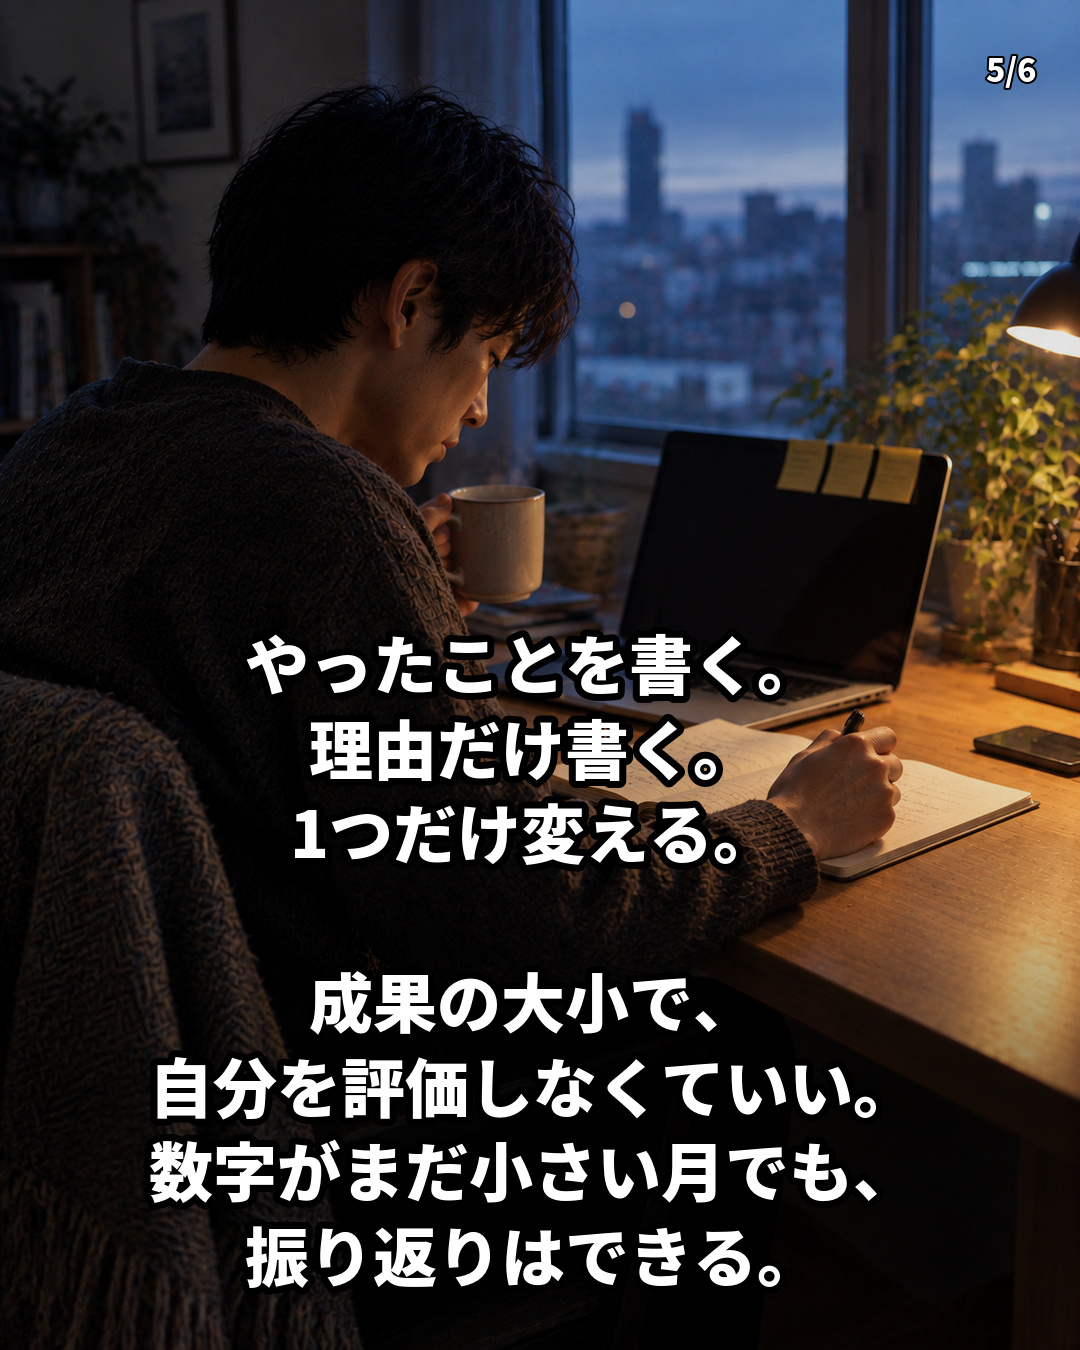 5/6
やったことを書く。
理由だけ書く。
1つだけ変える。
成果の大小で、
自分を評価しなくていい。
数字がまだ小さい月でも、
振り返りはできる。